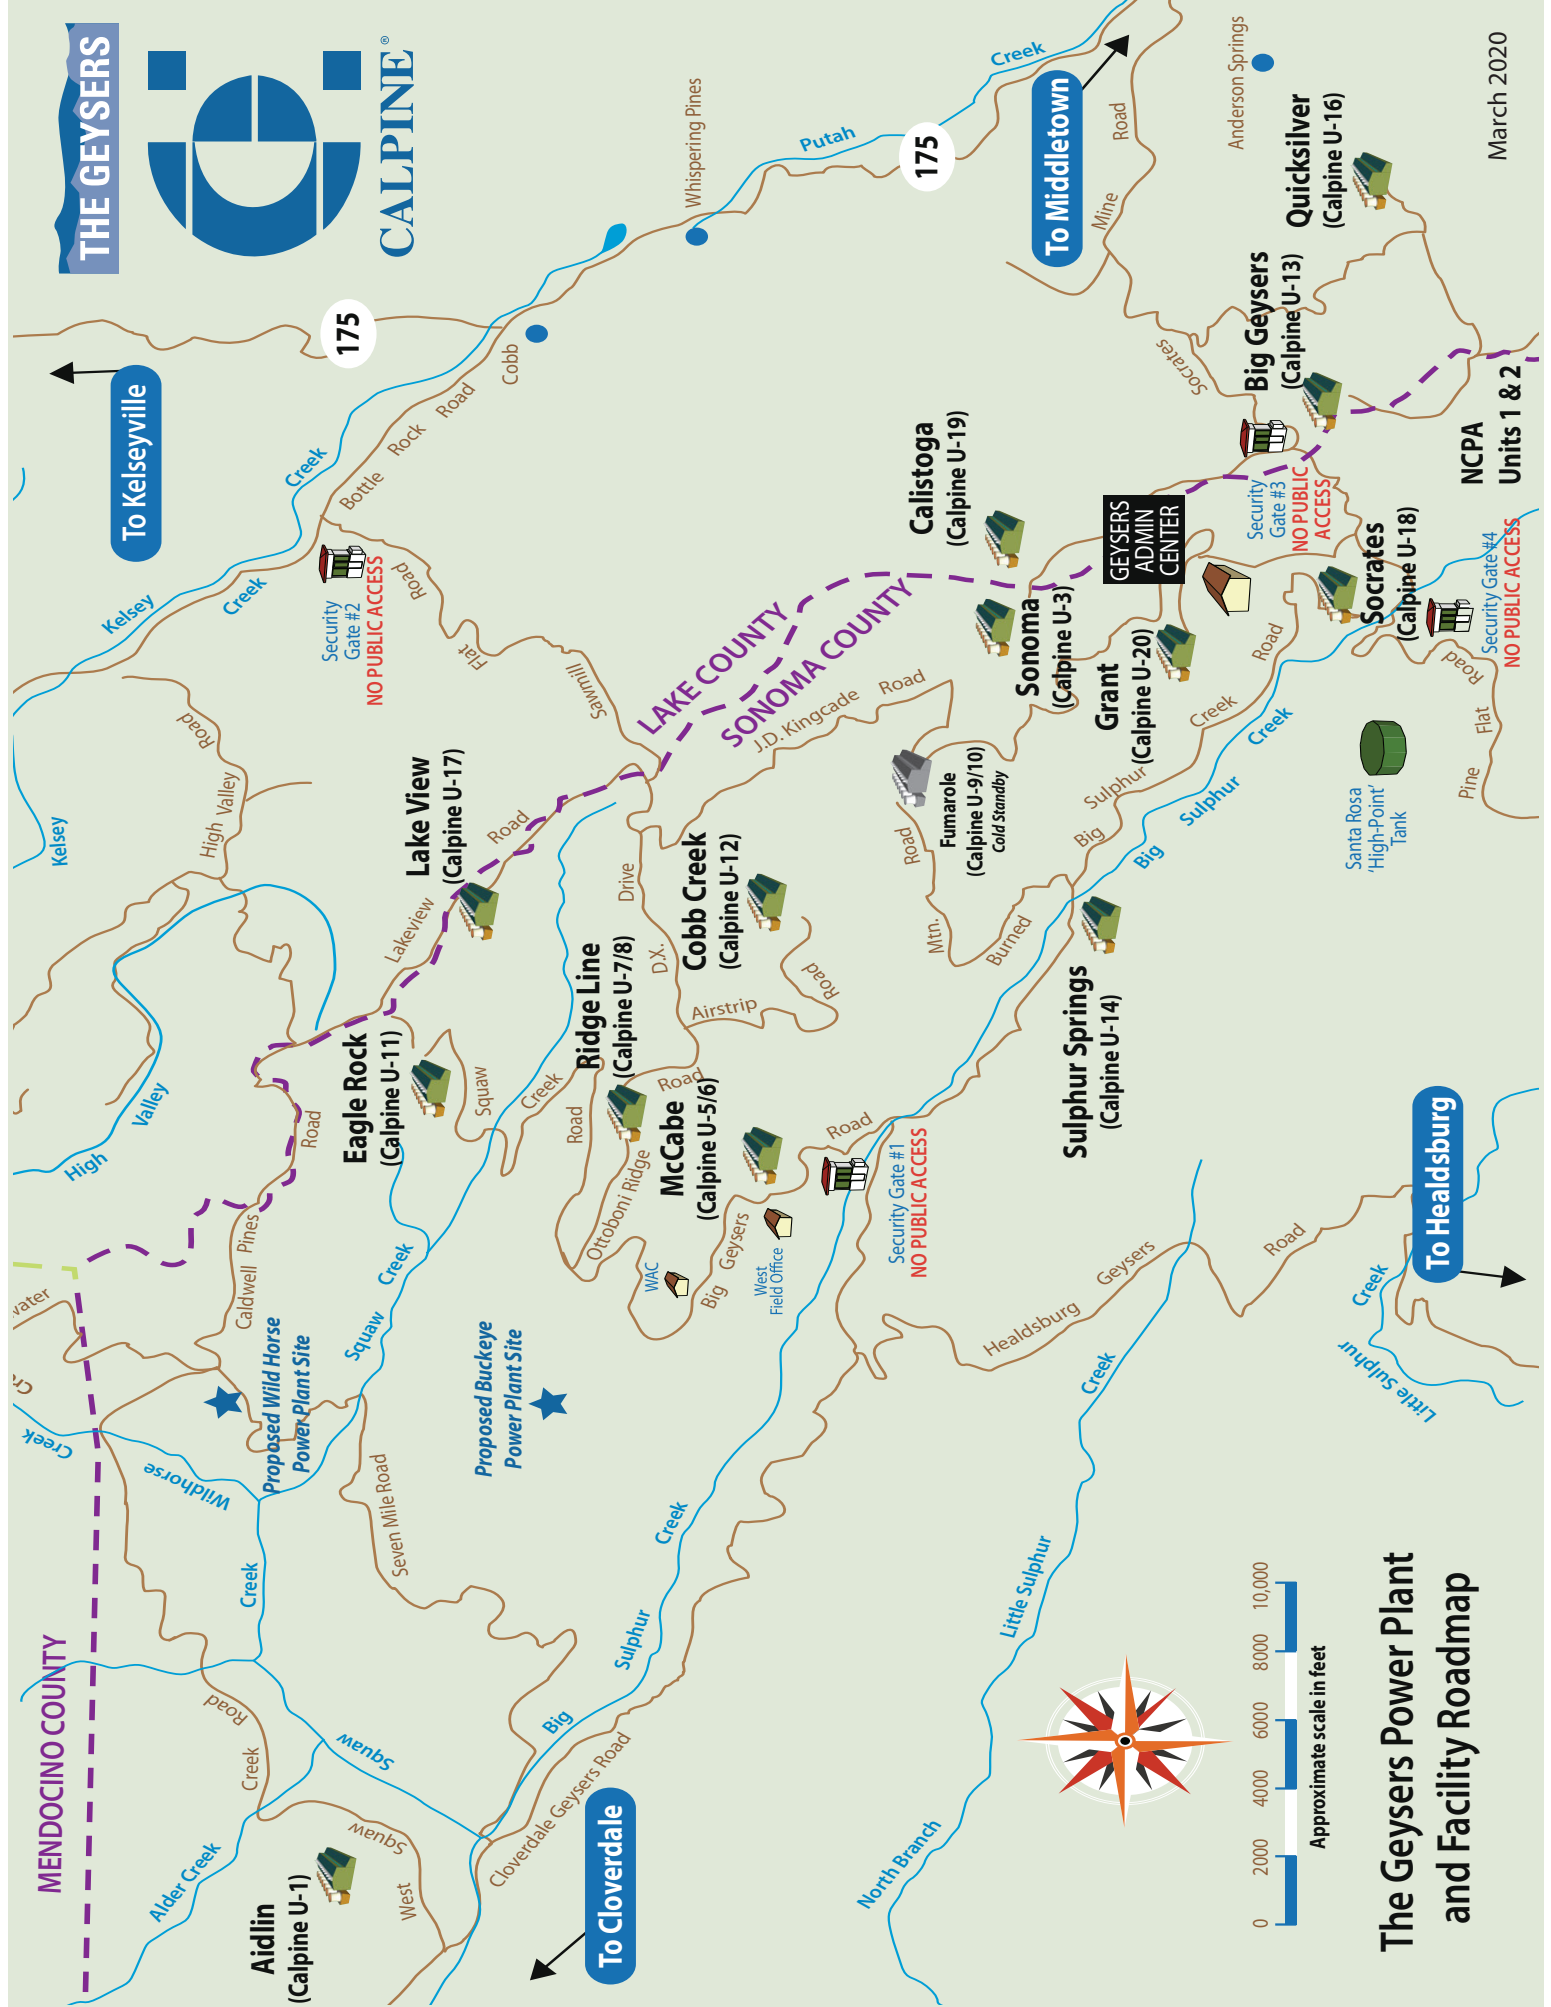 THE GEYSERS
CALPINE®
MENDOCINO COUNTY
To Kelseyville
175
Kelsey
Creek
Creek
High
Valley
High Valley
Road
Kelsey
Creek
Security
Gate #2
NO PUBLIC ACCESS
Bottle
Rock
Road
Cobb
Whispering Pines
Putah
Creek
175
To Middletown
Anderson Springs
Mine
Road
Socrates
Creek
Wildhorse
Creek
Caldwell
Pines
Road
Proposed Wild Horse
Power Plant Site
Squaw
Creek
Eagle Rock
(Calpine U-11)
Lake View
(Calpine U-17)
Lakeview
Road
Sawmill
Flat
Road
LAKE COUNTY
SONOMA COUNTY
Alder Creek
Aidlin
(Calpine U-1)
West
Squaw
Creek
Road
Squaw
Seven Mile Road
Proposed Buckeye
Power Plant Site
Squaw
Creek
Road
Ridge Line
(Calpine U-7/8)
Ottoboni Ridge
Road
D.X.
Drive
Cobb Creek
(Calpine U-12)
Airstrip
Road
McCabe
(Calpine U-5/6)
WAC
West
Field Office
Big
Geysers
Road
Security Gate #1
NO PUBLIC ACCESS
J.D. Kingcade
Road
Calistoga
(Calpine U-19)
Sonoma
(Calpine U-3)
Fumarole
(Calpine U-9/10)
Cold Standby
Burned
Mtn.
Road
Grant
(Calpine U-20)
GEYSERS
ADMIN
CENTER
Big Geysers
(Calpine U-13)
Quicksilver
(Calpine U-16)
Security
Gate #3
NO PUBLIC
ACCESS
Socrates
(Calpine U-18)
Security Gate #4
NO PUBLIC ACCESS
NCPA
Units 1 & 2
Big
Sulphur
Creek
Road
Big
Sulphur
Creek
Sulphur Springs
(Calpine U-14)
Santa Rosa
‘High-Point’
Tank
Pine
Flat
Road
Big
Sulphur
Creek
Cloverdale Geysers Road
To Cloverdale
Healdsburg
Geysers
Road
North Branch
Little Sulphur
Creek
Little Sulphur
Creek
To Healdsburg
0
2000
4000
6000
8000
10,000
Approximate scale in feet
The Geysers Power Plant
and Facility Roadmap
March 2020